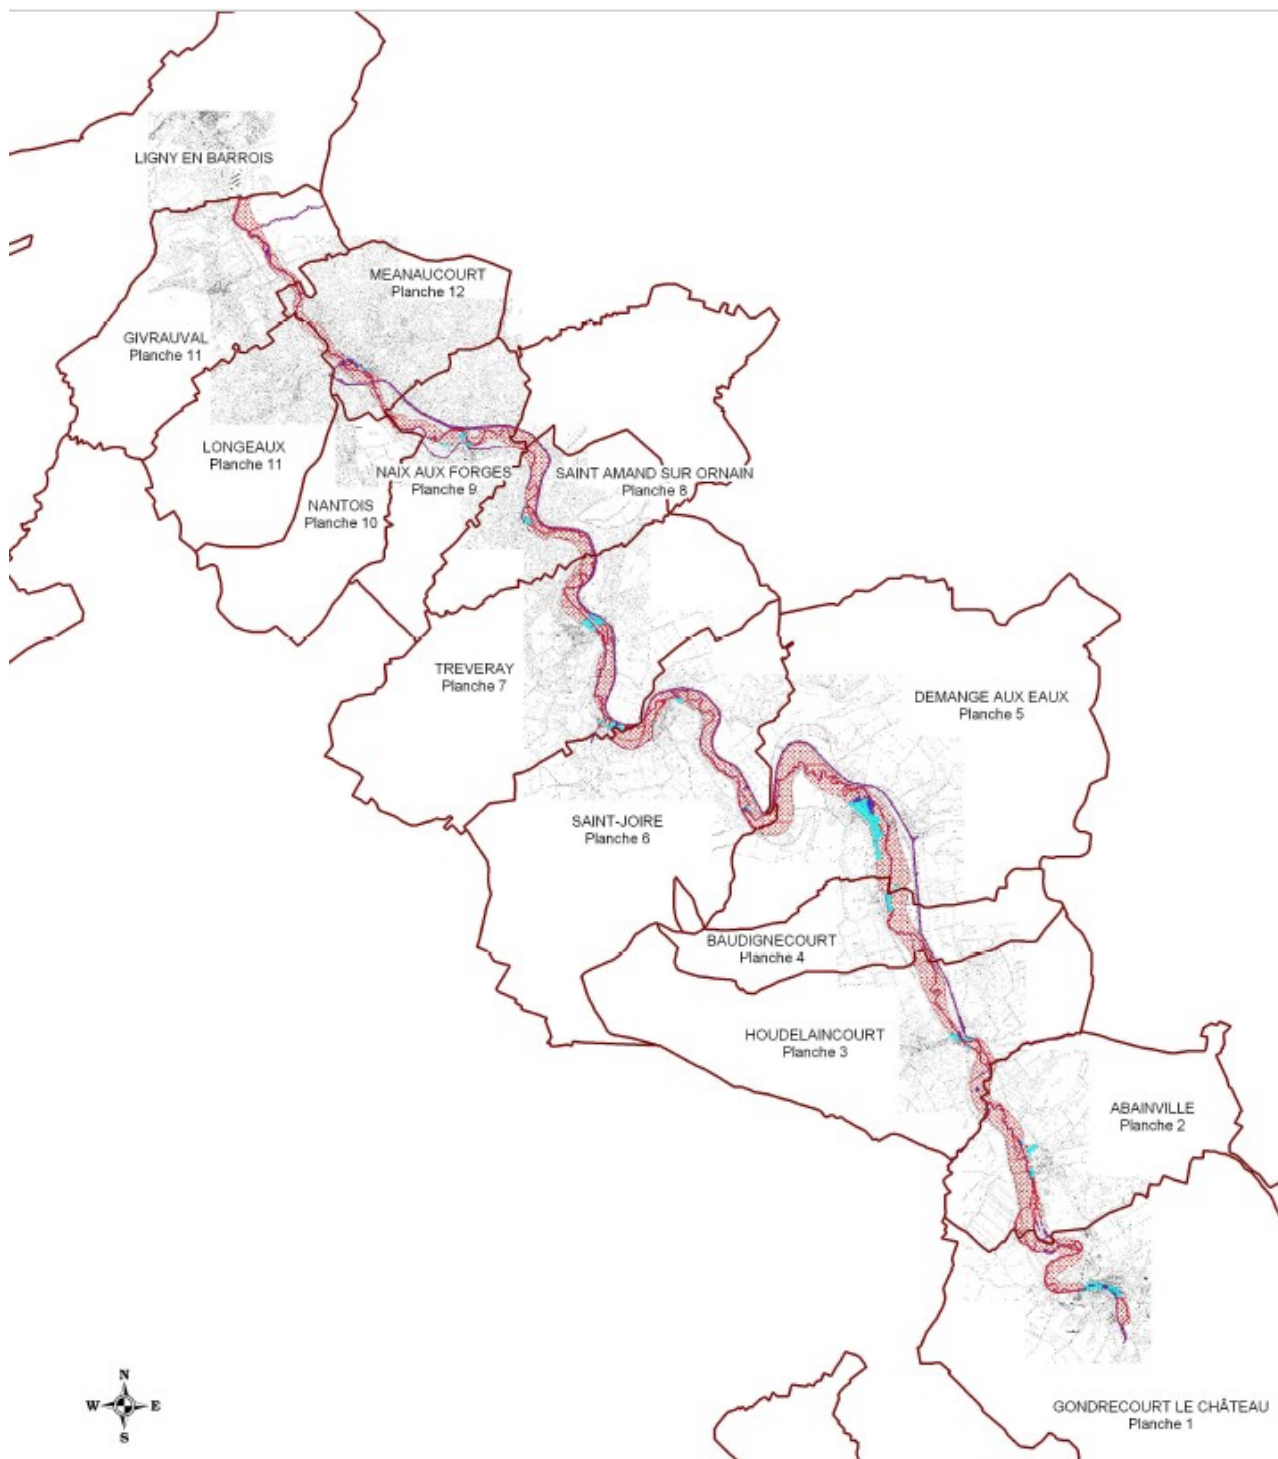 LIGNY EN BARROIS
MEANAUCOURT
Planche 12
GIVRAUVAL
Planche 11
LONGEAUX
Planche 11
NAIX AUX FORGES
Planche 9
SAINT AMAND SUR ORNAIN
Planche 8
NANTOIS
Planche 10
TREVERAY
Planche 7
DEMANGE AUX EAUX
Planche 5
SAINT-JOIRE
Planche 6
BAUDIGNECOURT
Planche 4
HOUDELAINCOURT
Planche 3
ABAINVILLE
Planche 2
GONDRECOURT LE CHÂTEAU
Planche 1
N
W E
S